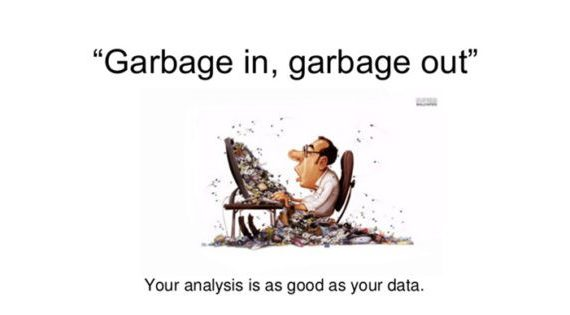 “Garbage in, garbage out”
Your analysis is as good as your data.